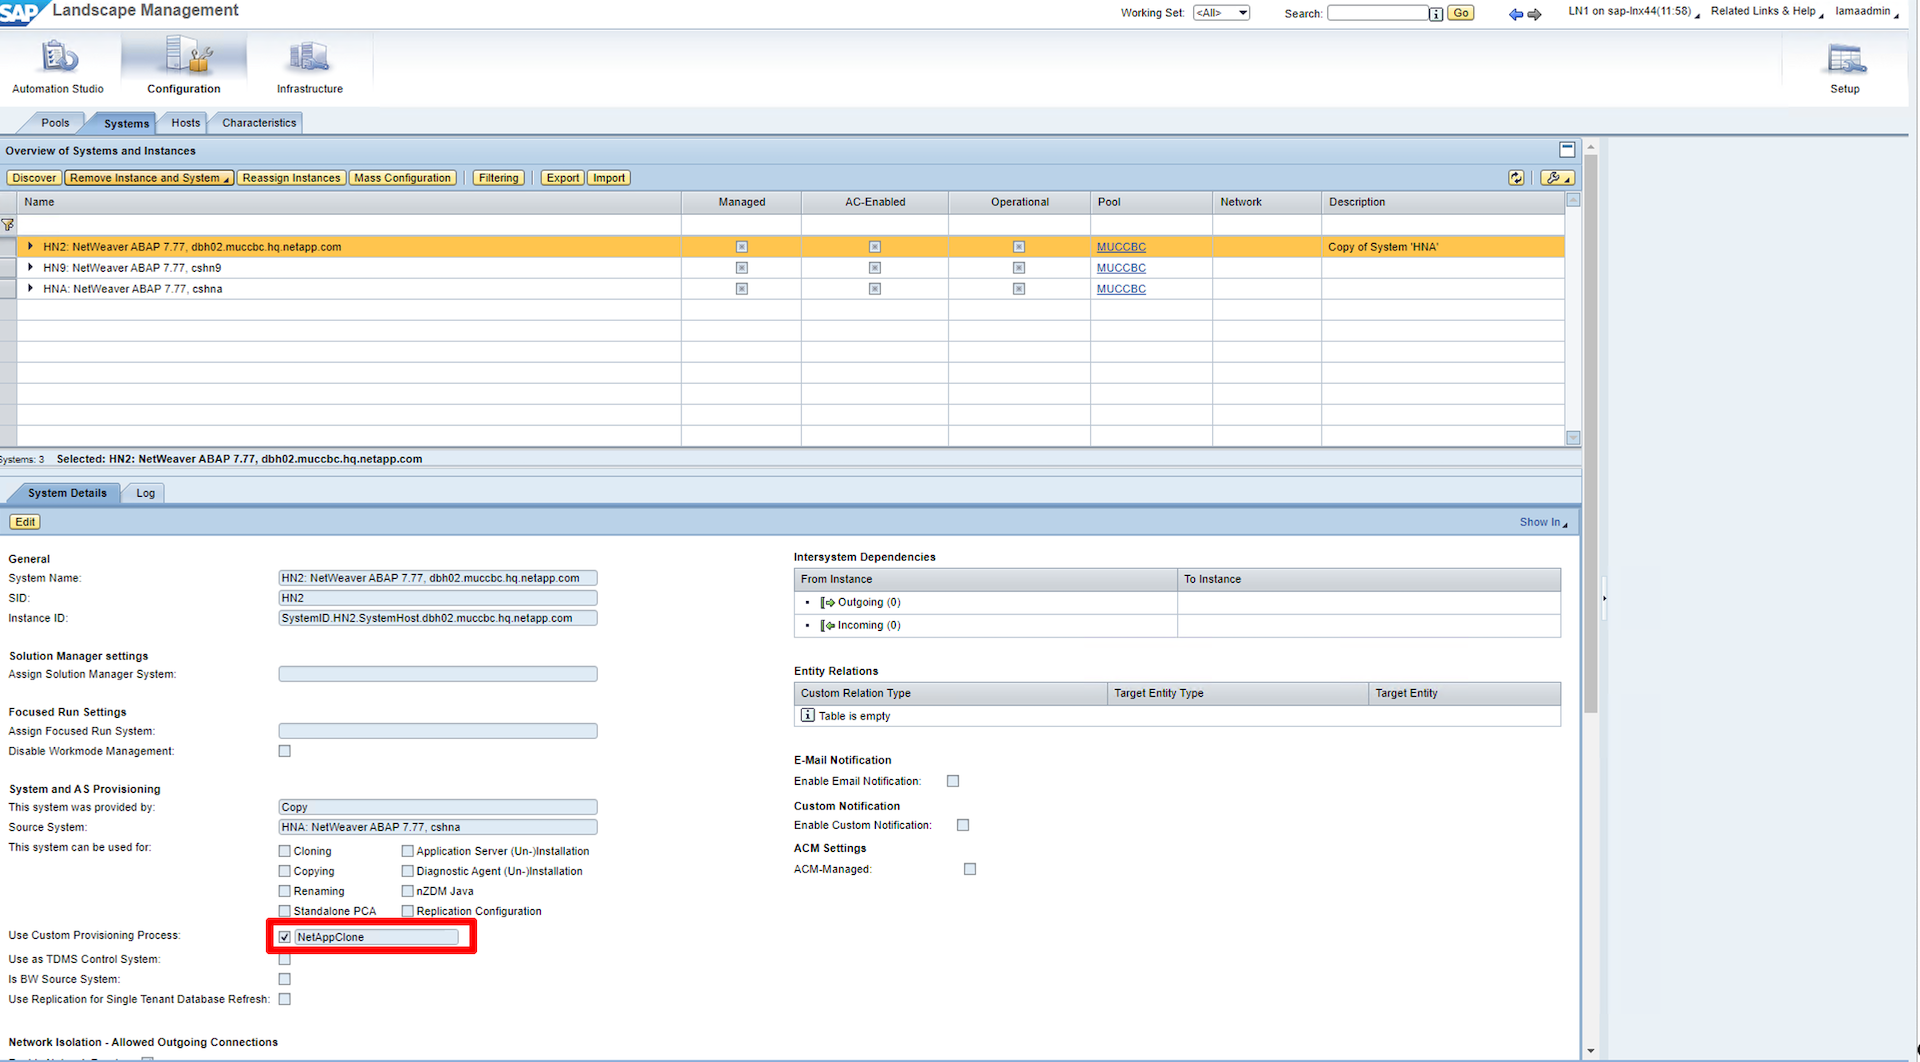 SAP Landscape Management
Working Set: <All> Search: Go LN1 on sap-lnx44(11:58) Related Links & Help lamaadmin
Automation Studio Configuration Infrastructure Setup
Pools Systems Hosts Characteristics
Overview of Systems and Instances
Discover Remove Instance and System Reassign Instances Mass Configuration Filtering Export Import
Name Managed AC-Enabled Operational Pool Network Description
HN2: NetWeaver ABAP 7.77, dbh02.muccbc.hq.netapp.com MUCCBC Copy of System 'HNA'
HN9: NetWeaver ABAP 7.77, cshn9 MUCCBC
HNA: NetWeaver ABAP 7.77, cshna MUCCBC
Systems: 3 Selected: HN2: NetWeaver ABAP 7.77, dbh02.muccbc.hq.netapp.com
System Details Log
Edit Show In
General
System Name: HN2: NetWeaver ABAP 7.77, dbh02.muccbc.hq.netapp.com
SID: HN2
Instance ID: SystemID.HN2.SystemHost.dbh02.muccbc.hq.netapp.com
Solution Manager settings
Assign Solution Manager System:
Focused Run Settings
Assign Focused Run System:
Disable Workmode Management:
System and AS Provisioning
This system was provided by: Copy
Source System: HNA: NetWeaver ABAP 7.77, cshna
This system can be used for:
Cloning Application Server (Un-)Installation
Copying Diagnostic Agent (Un-)Installation
Renaming nZDM Java
Standalone PCA Replication Configuration
Use Custom Provisioning Process: NetAppClone
Use as TDMS Control System:
Is BW Source System:
Use Replication for Single Tenant Database Refresh:
Network Isolation - Allowed Outgoing Connections
Intersystem Dependencies
From Instance To Instance
Outgoing (0)
Incoming (0)
Entity Relations
Custom Relation Type Target Entity Type Target Entity
Table is empty
E-Mail Notification
Enable Email Notification:
Custom Notification
Enable Custom Notification:
ACM Settings
ACM-Managed: